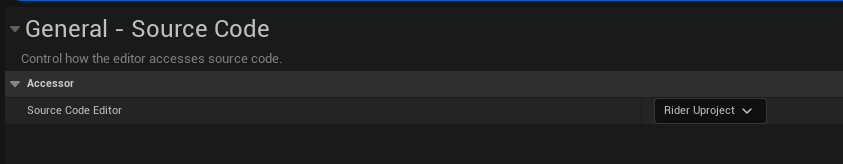 General - Source Code
Control how the editor accesses source code.
Accessor
Source Code Editor
Rider Uproject